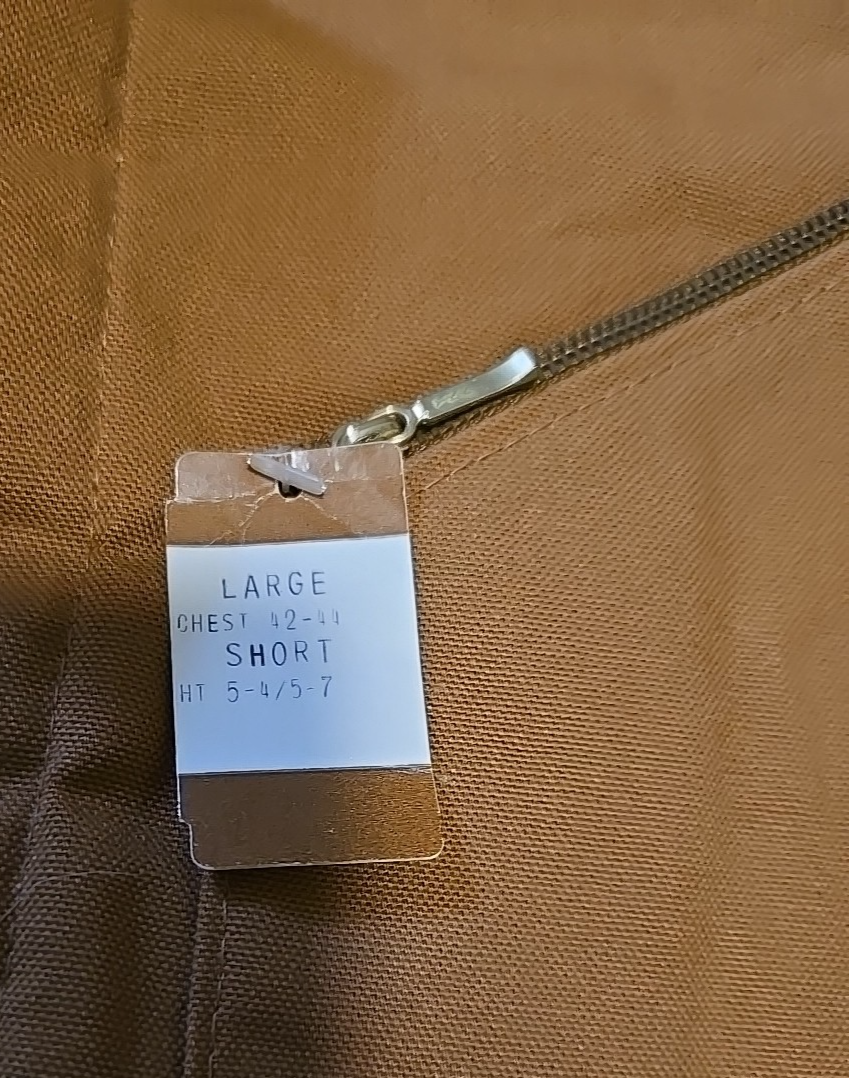 LARGE
CHEST 42-44
SHORT
HT 5-4/5-7